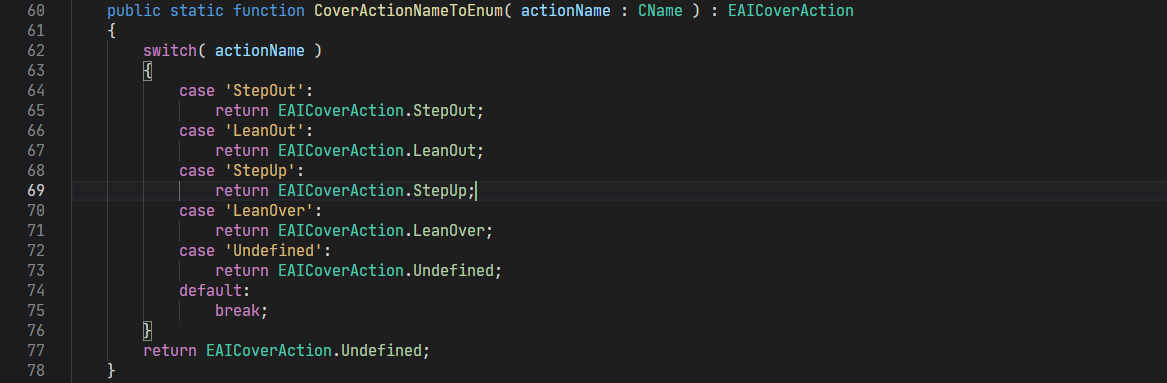 60 public static function CoverActionNameToEnum( actionName : CName ) : EAICoverAction
61 {
62 switch( actionName )
63 {
64 case 'StepOut':
65 return EAICoverAction.StepOut;
66 case 'LeanOut':
67 return EAICoverAction.LeanOut;
68 case 'StepUp':
69 return EAICoverAction.StepUp;
70 case 'LeanOver':
71 return EAICoverAction.LeanOver;
72 case 'Undefined':
73 return EAICoverAction.Undefined;
74 default:
75 break;
76 }
77 return EAICoverAction.Undefined;
78 }